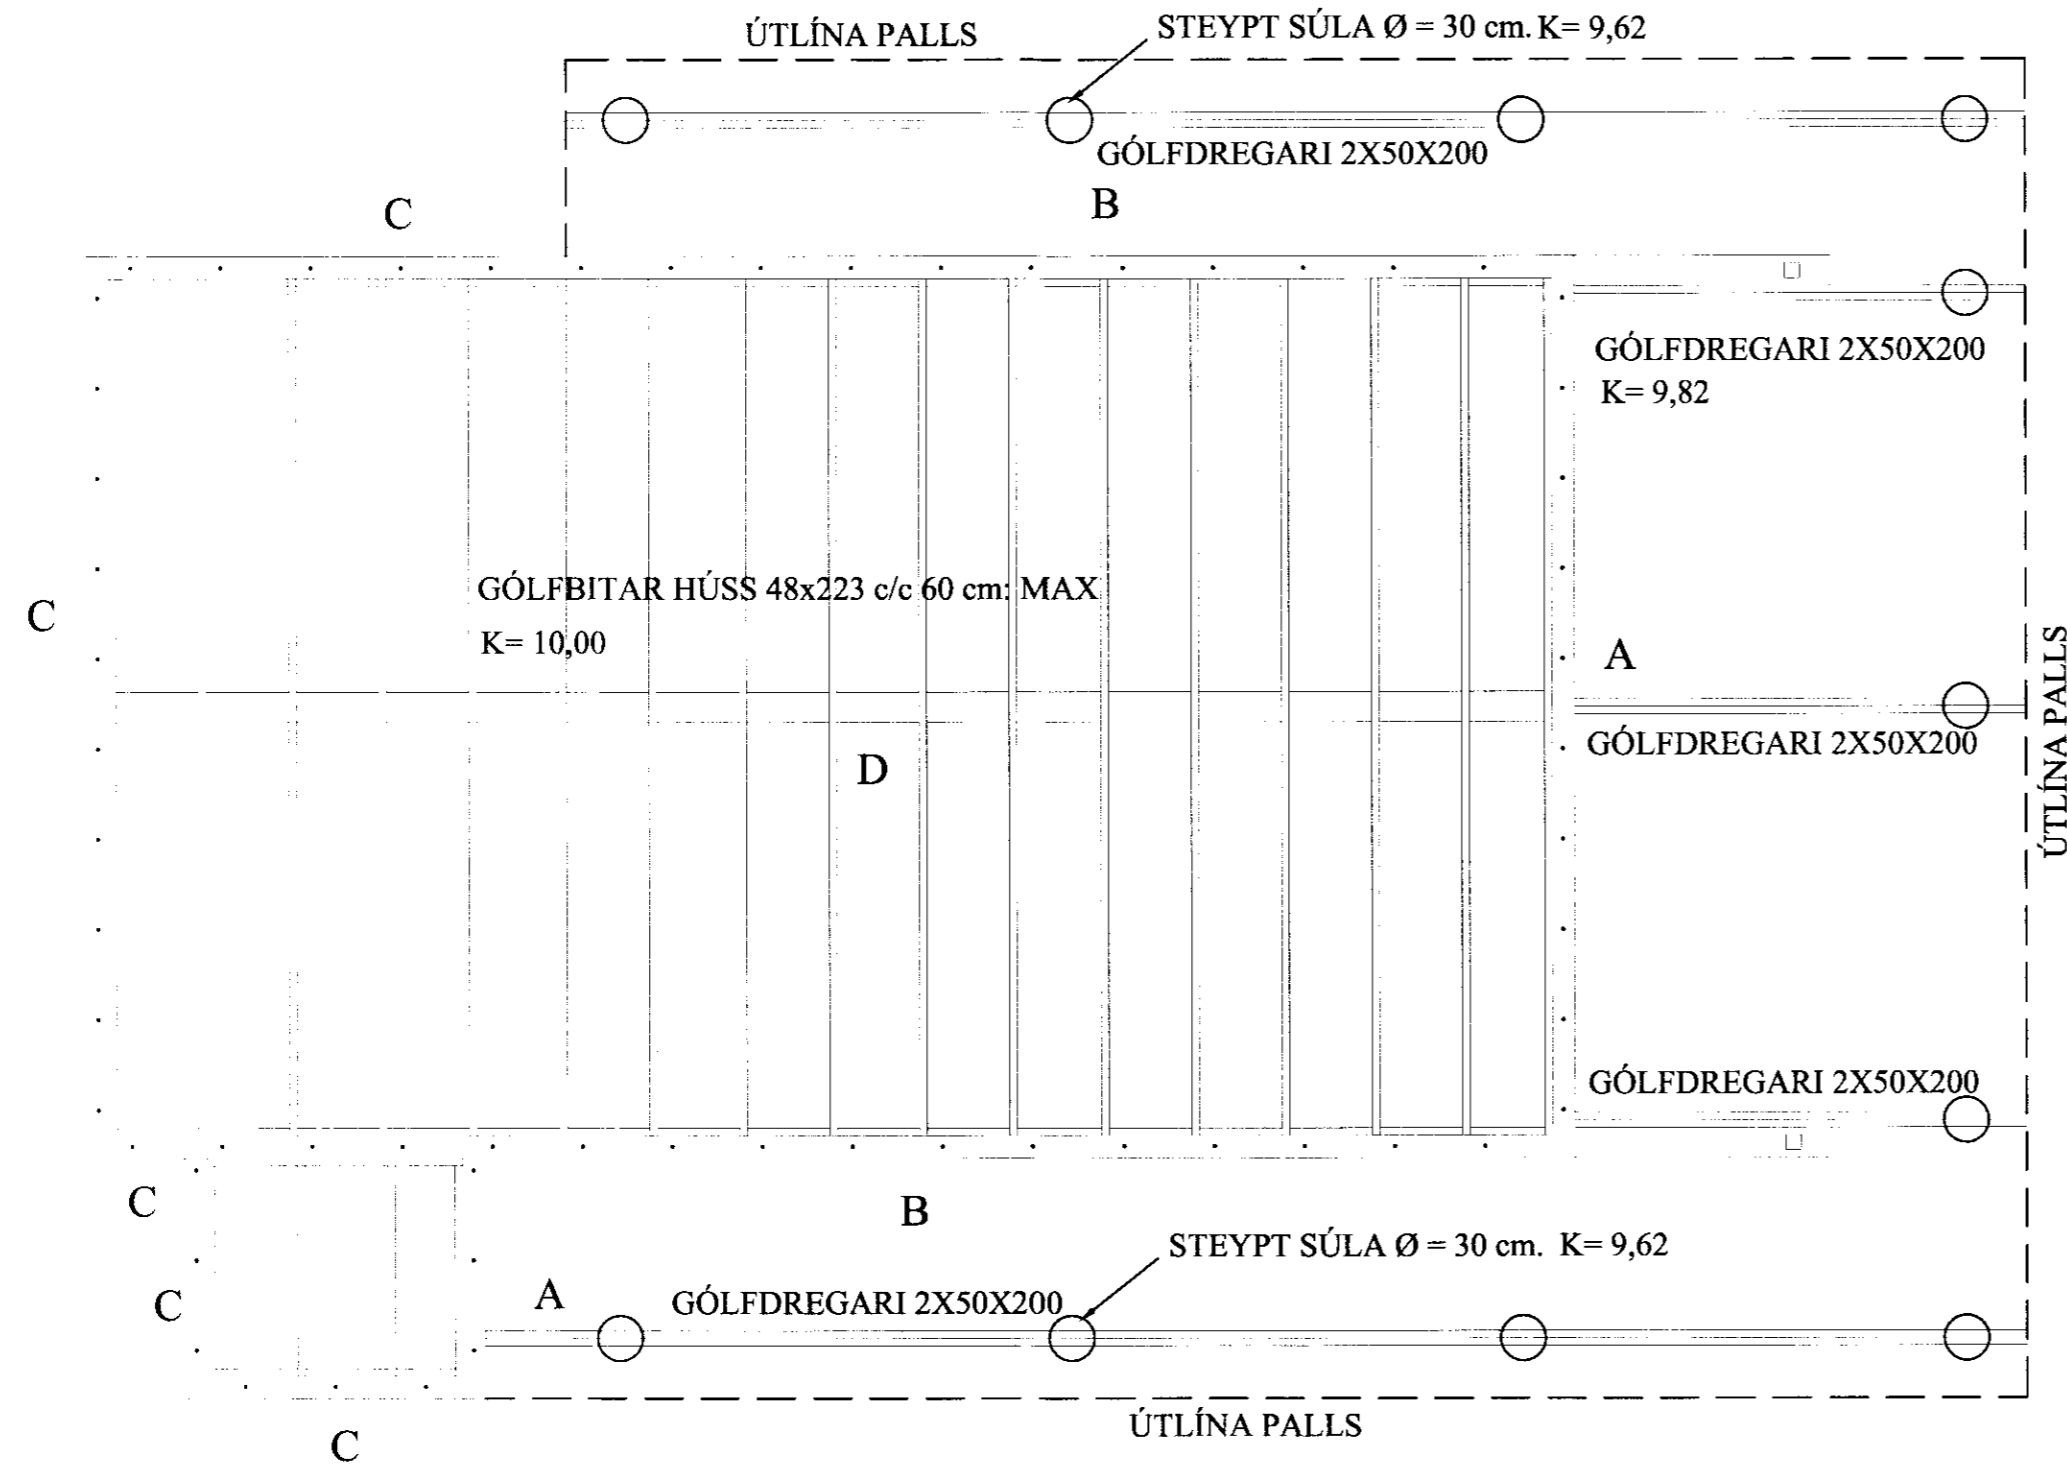 ÚTLÍNA PALLS
STEYPT SÚLA Ø = 30 cm. K= 9,62
GÓLFDREGARI 2X50X200
C
B
GÓLFDREGARI 2X50X200
K= 9,82
GÓLFBITAR HÚSS 48x223 c/c 60 cm: MAX
K= 10,00
C
A
ÚTLÍNA PALLS
GÓLFDREGARI 2X50X200
D
GÓLFDREGARI 2X50X200
C
B
STEYPT SÚLA Ø = 30 cm. K= 9,62
C
A
GÓLFDREGARI 2X50X200
ÚTLÍNA PALLS
C